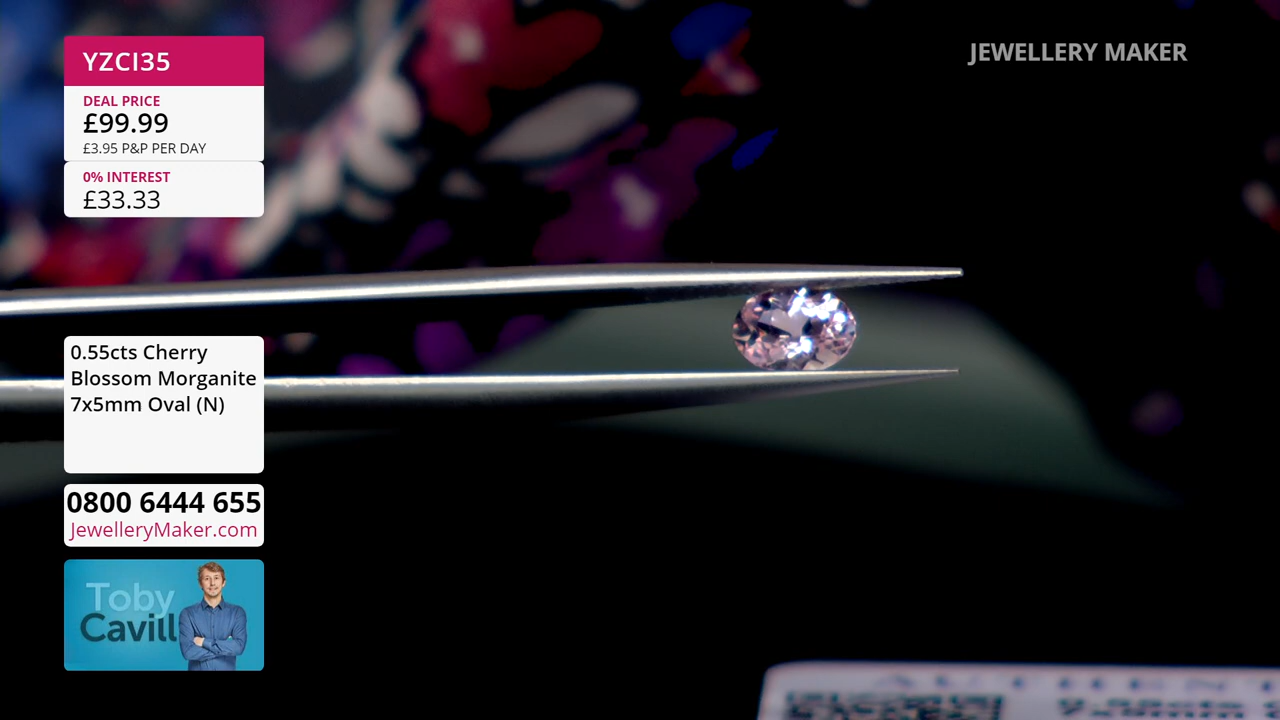 YZCI35
DEAL PRICE
£99.99
£3.95 P&P PER DAY
0% INTEREST
£33.33
0.55cts Cherry
Blossom Morganite
7x5mm Oval (N)
0800 6444 655
JewelleryMaker.com
Toby
Cavill
JEWELLERY MAKER